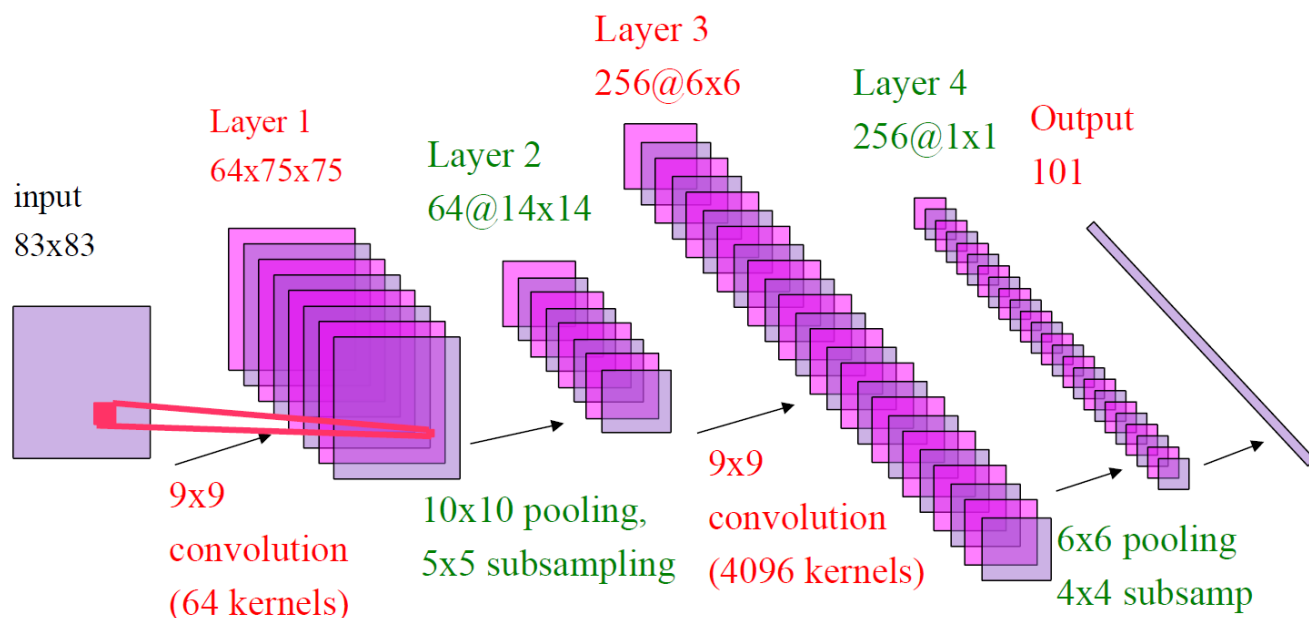 input
83x83
Layer 1
64x75x75
Layer 2
64@14x14
Layer 3
256@6x6
Layer 4
256@1x1
Output
101
9x9
convolution
(64 kernels)
10x10 pooling,
5x5 subsampling
9x9
convolution
(4096 kernels)
6x6 pooling
4x4 subsamp